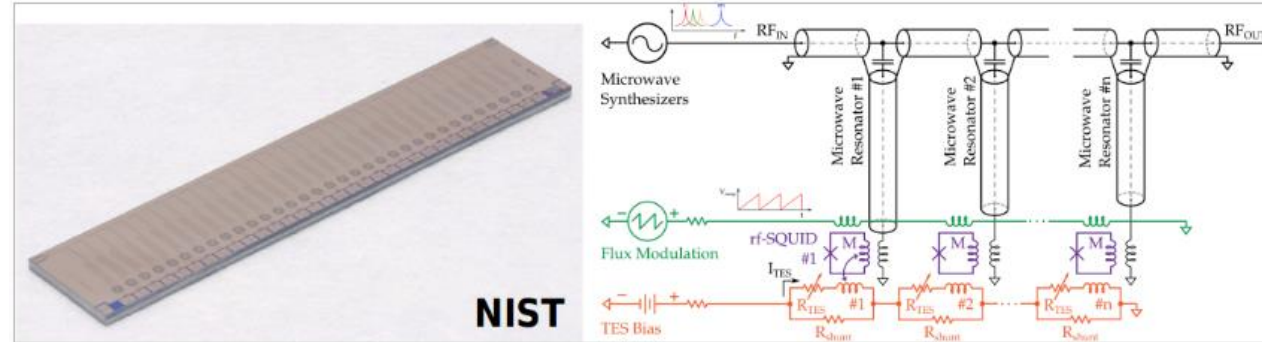 NIST
RF_IN
RF_OUT
f
Microwave
Synthesizers
Microwave
Resonator #1
Microwave
Resonator #2
Microwave
Resonator #n
V_ramp
t
Flux Modulation
rf-SQUID
#1
M
M
M
I_TES
R_TES
#1
R_TES
#2
R_TES
#n
TES Bias
R_shunt
R_shunt
R_shunt